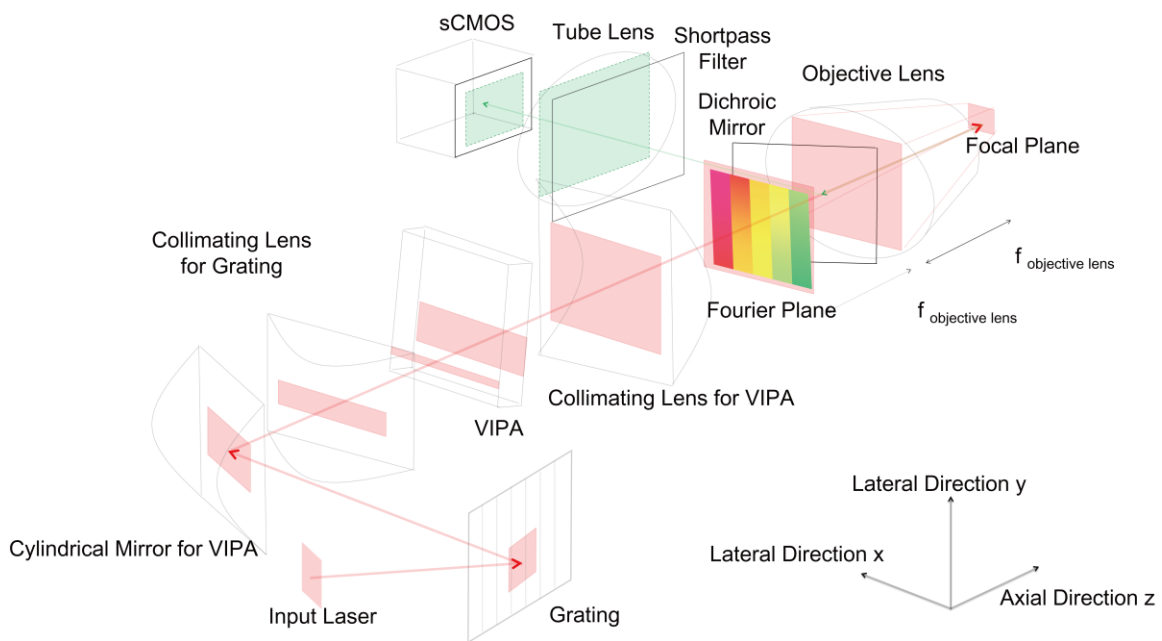 sCMOS
Tube Lens
Shortpass
Filter
Objective Lens
Dichroic
Mirror
Focal Plane
Collimating Lens
for Grating
f objective lens
Fourier Plane
f objective lens
Collimating Lens for VIPA
VIPA
Lateral Direction y
Cylindrical Mirror for VIPA
Lateral Direction x
Input Laser
Grating
Axial Direction z